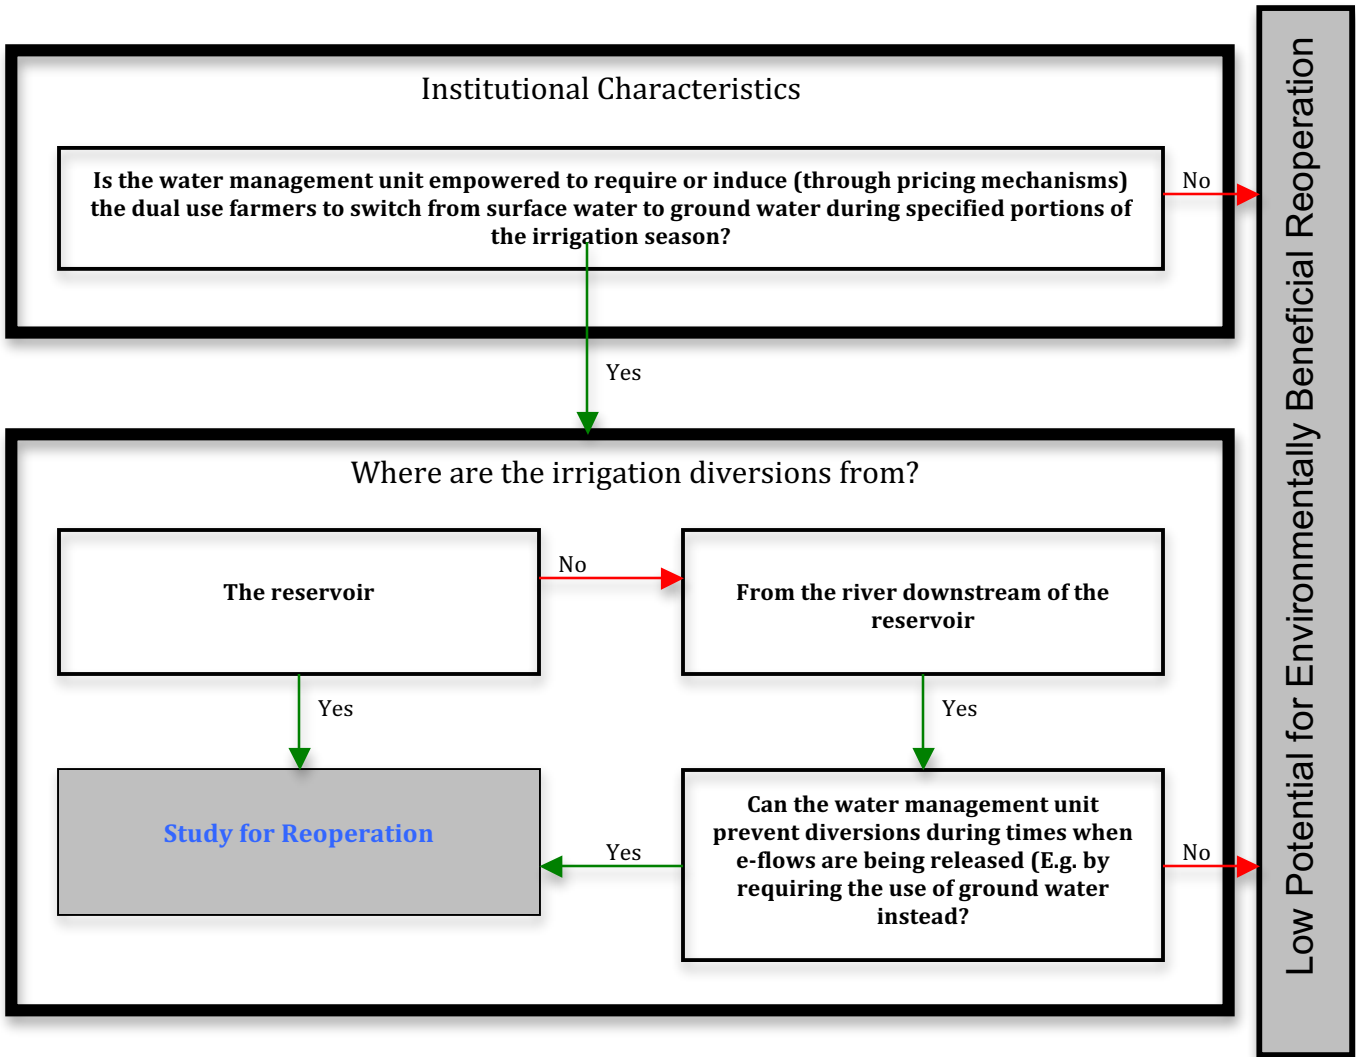 Institutional Characteristics
Is the water management unit empowered to require or induce (through pricing mechanisms)
the dual use farmers to switch from surface water to ground water during specified portions of
the irrigation season?
No
Yes
Where are the irrigation diversions from?
The reservoir
No
From the river downstream of the
reservoir
Yes
Yes
Study for Reoperation
Yes
Can the water management unit
prevent diversions during times when
e-flows are being released (E.g. by
requiring the use of ground water
instead?
No
Low Potential for Environmentally Beneficial Reoperation